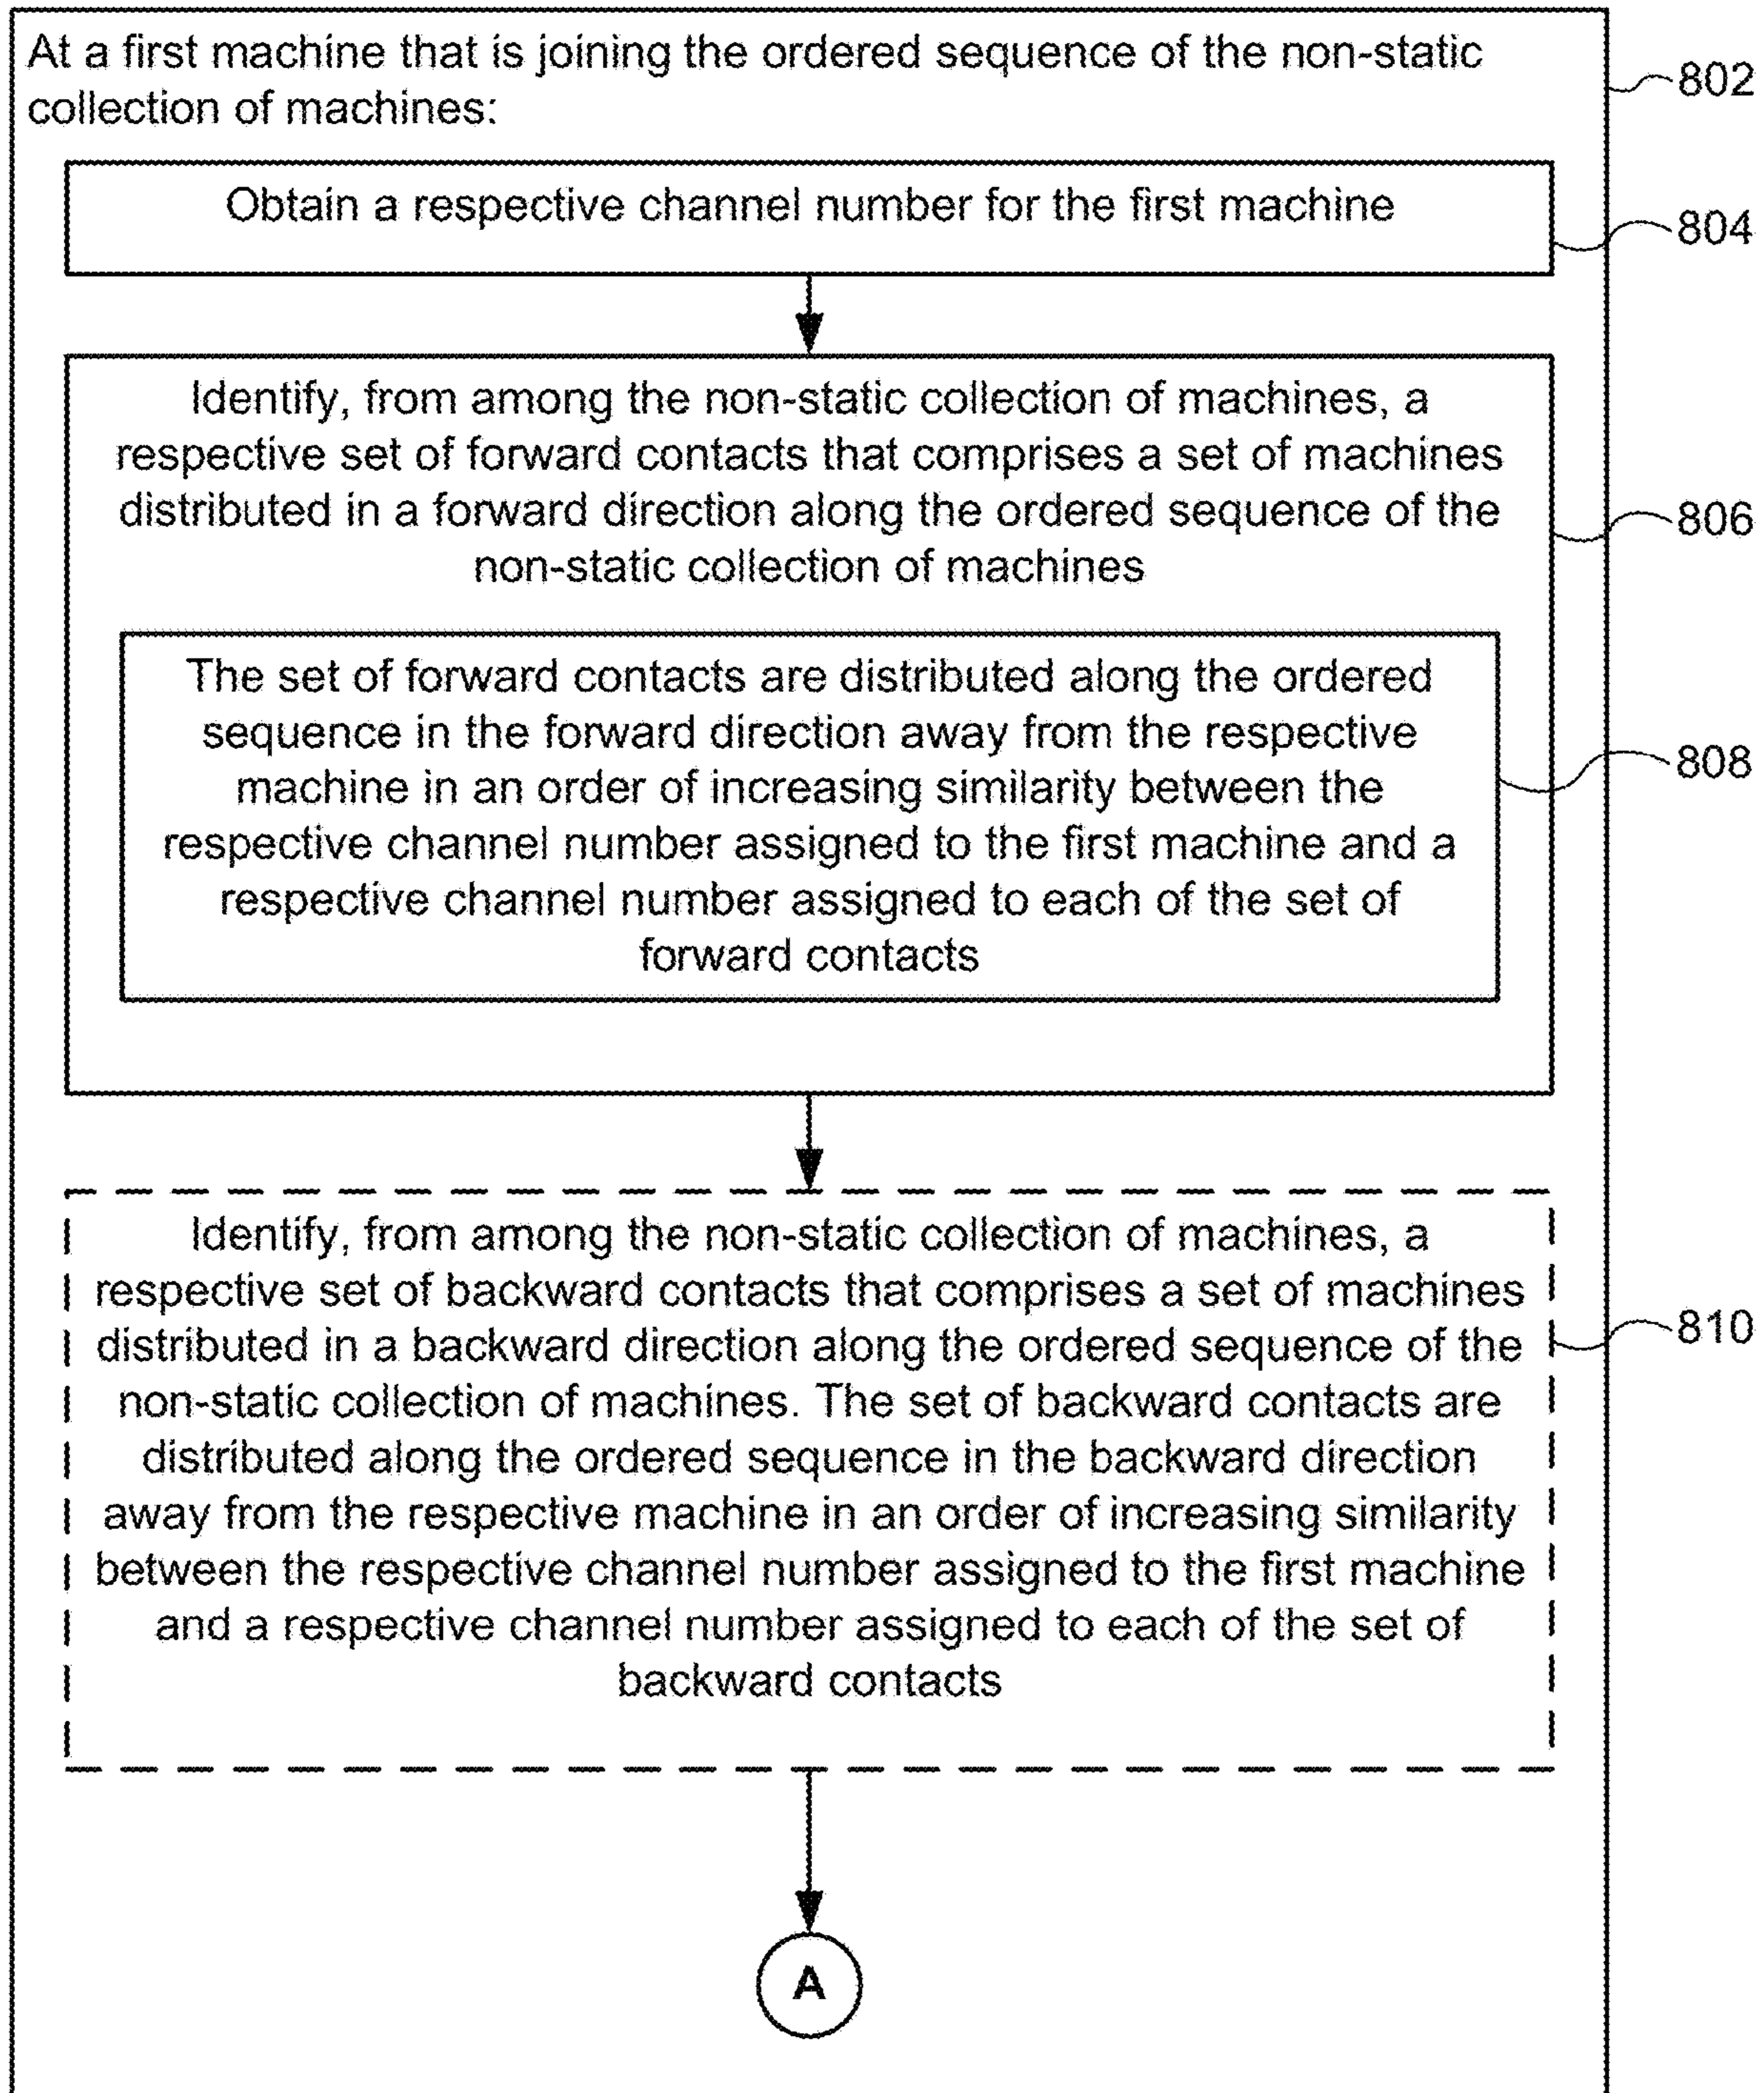 At a first machine that is joining the ordered sequence of the non-static
collection of machines:
802
Obtain a respective channel number for the first machine
804
Identify, from among the non-static collection of machines, a
respective set of forward contacts that comprises a set of machines
distributed in a forward direction along the ordered sequence of the
non-static collection of machines
806
The set of forward contacts are distributed along the ordered
sequence in the forward direction away from the respective
machine in an order of increasing similarity between the
respective channel number assigned to the first machine and a
respective channel number assigned to each of the set of
forward contacts
808
Identify, from among the non-static collection of machines, a
respective set of backward contacts that comprises a set of machines
distributed in a backward direction along the ordered sequence of the
non-static collection of machines. The set of backward contacts are
distributed along the ordered sequence in the backward direction
away from the respective machine in an order of increasing similarity
between the respective channel number assigned to the first machine
and a respective channel number assigned to each of the set of
backward contacts
810
A